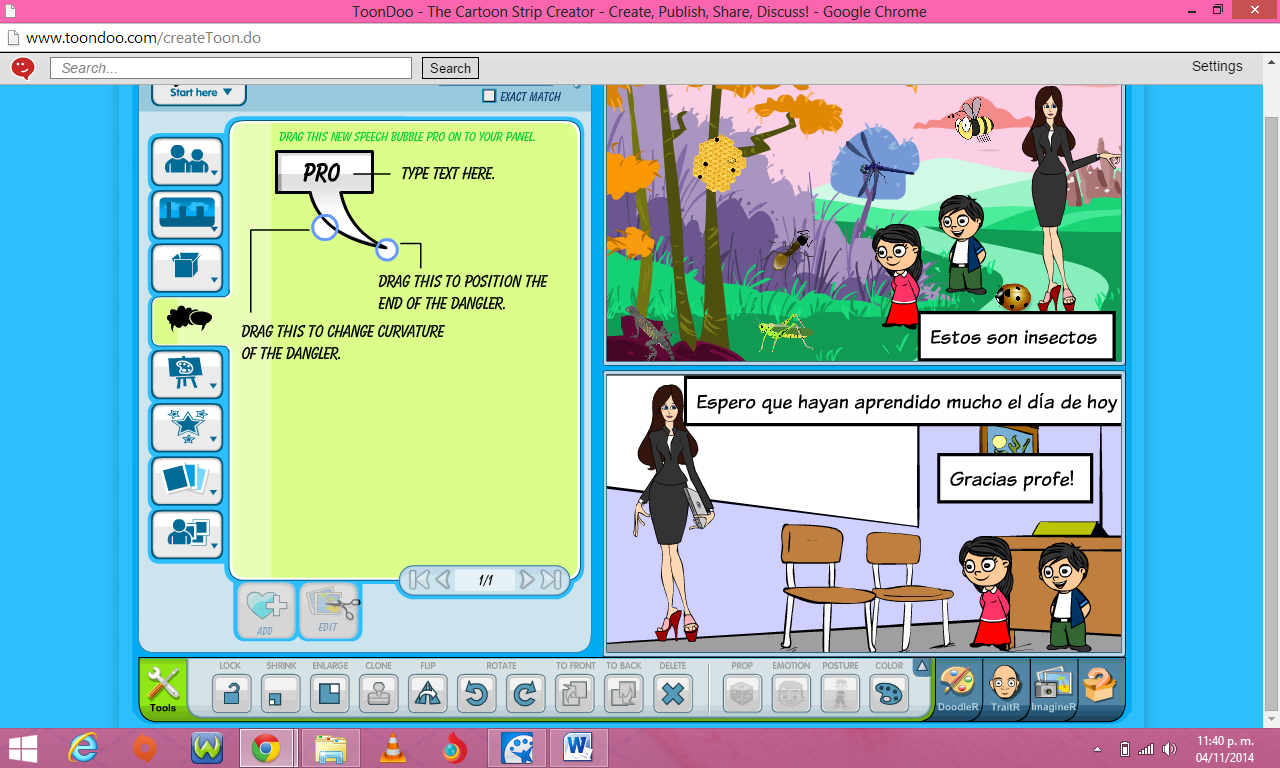 ToonDoo - The Cartoon Strip Creator - Create, Publish, Share, Discuss! - Google Chrome
www.toondoo.com/createToon.do
Search...
Search
Settings
Start here
EXACT MATCH
DRAG THIS NEW SPEECH BUBBLE PRO ON TO YOUR PANEL.
PRO
TYPE TEXT HERE.
DRAG THIS TO POSITION THE
END OF THE DANGLER.
DRAG THIS TO CHANGE CURVATURE
OF THE DANGLER.
1/1
ADD
EDIT
Estos son insectos
Espero que hayan aprendido mucho el día de hoy
Gracias profe!
Tools
LOCK
SHRINK
ENLARGE
CLONE
FLIP
ROTATE
TO FRONT
TO BACK
DELETE
PROP
EMOTION
POSTURE
COLOR
DoodleR
TraitR
ImagineR
11:40 p. m.
04/11/2014